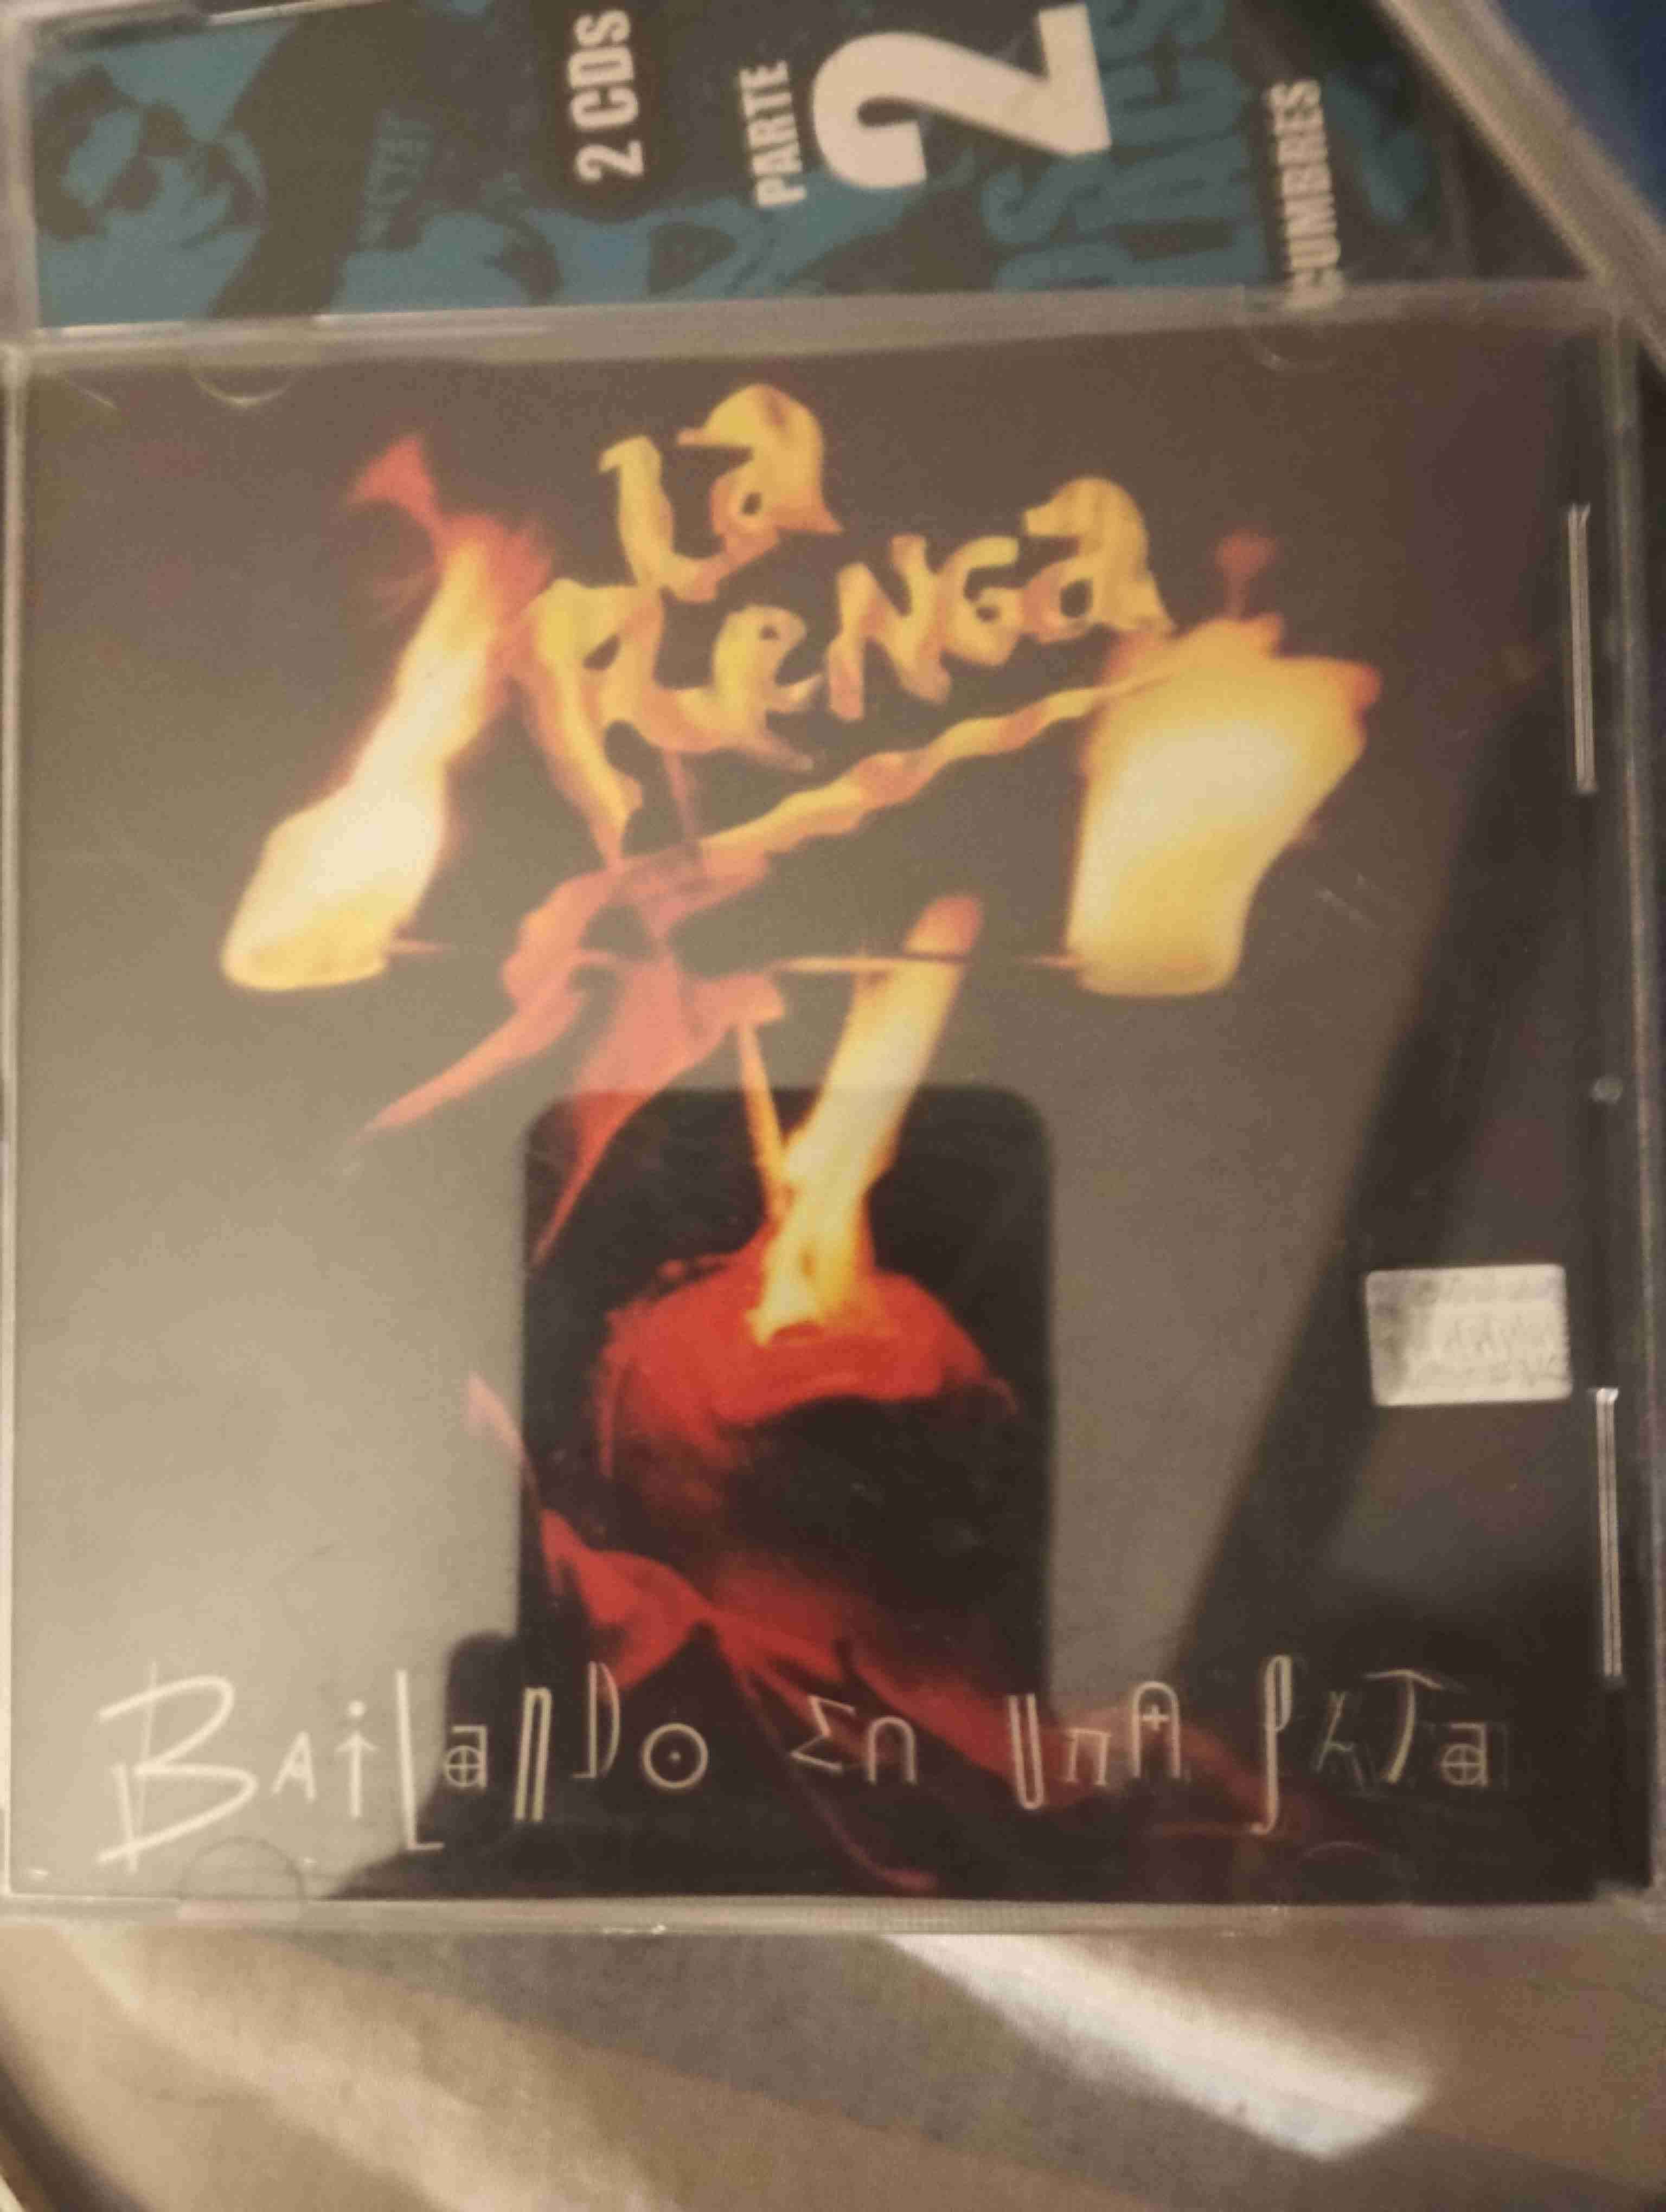 2 CDS
PARTE
2
CUMBRES
La
RENGa
BAiLaNDO En UnA PATa